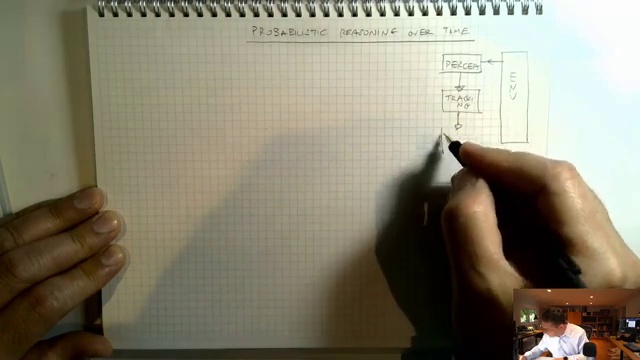 PROBABILISTIC REASONING OVER TIME
PERCEP
ENV
TRACKI
NG